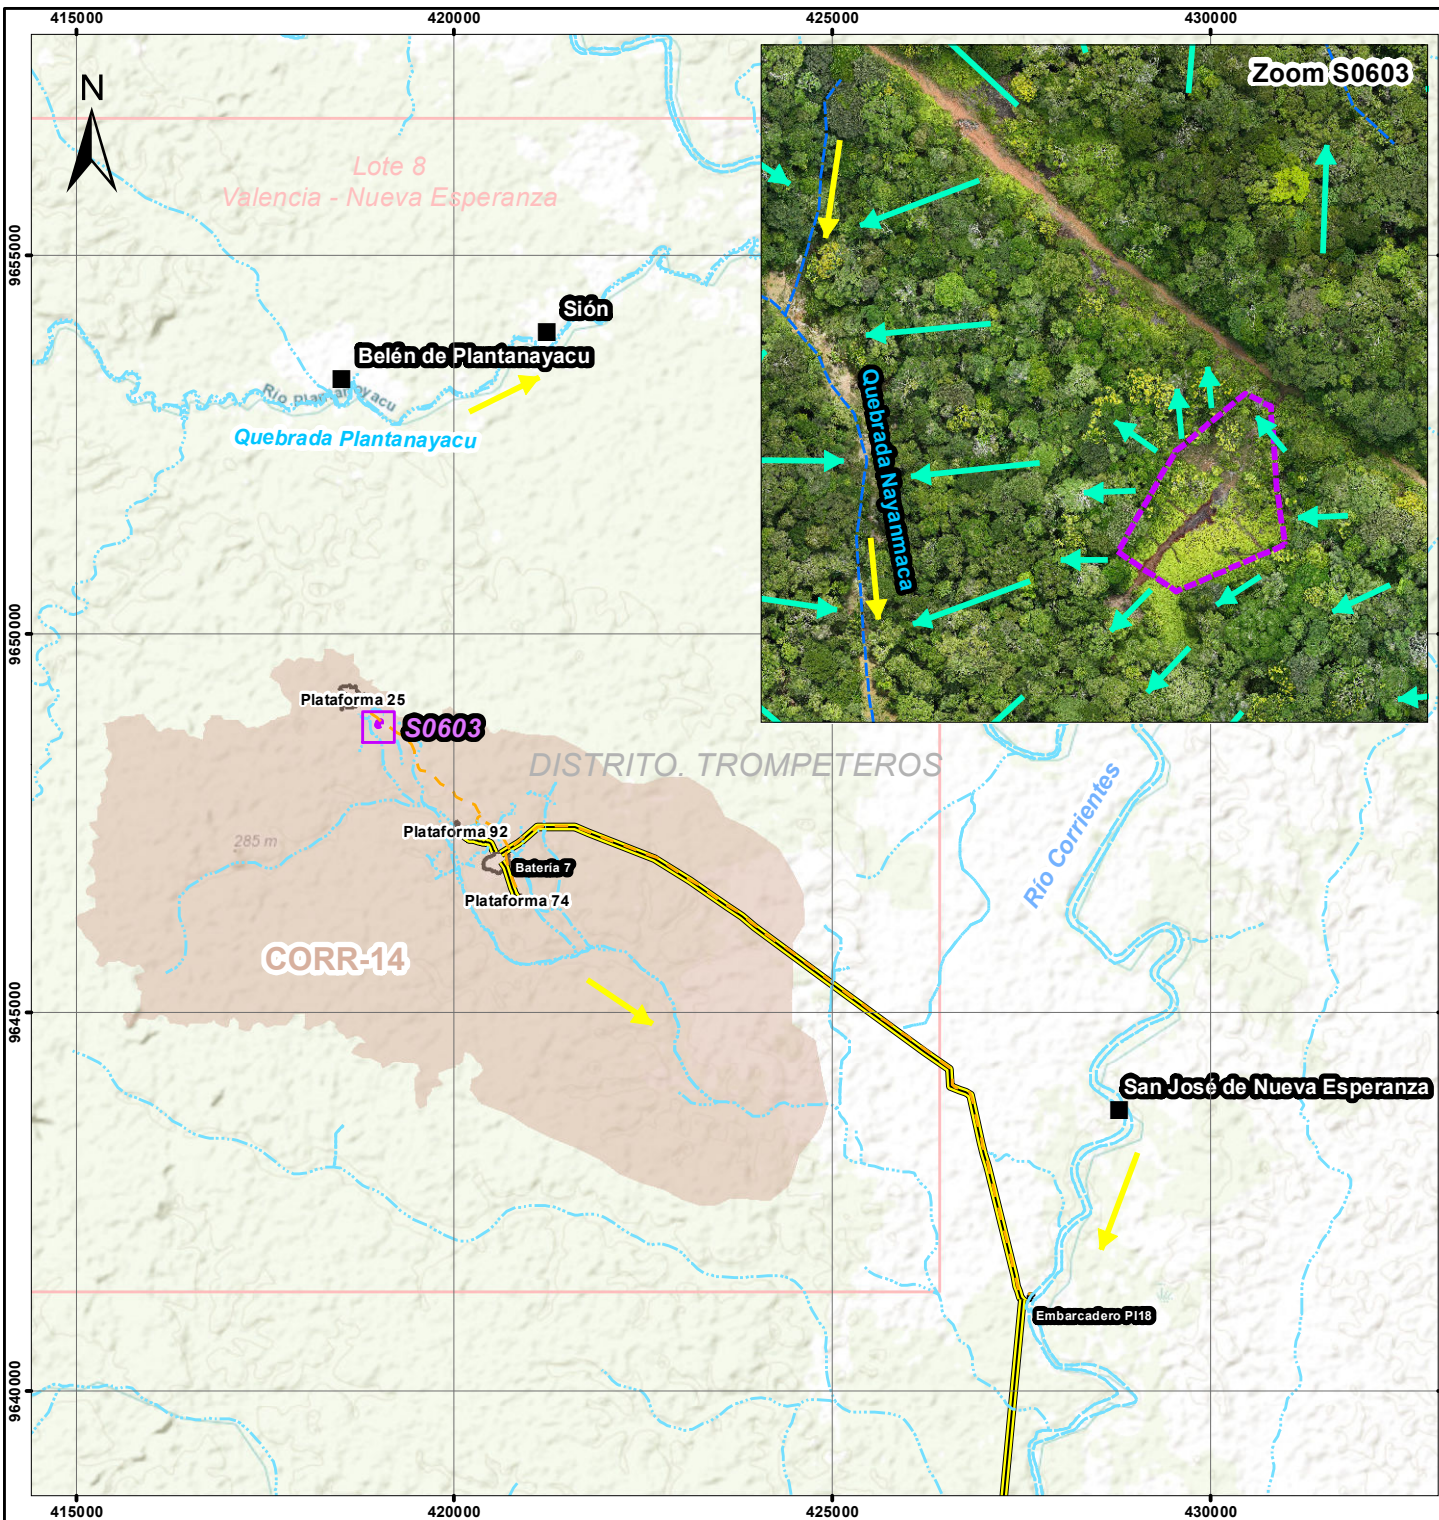 415000
420000
425000
430000
N
Zoom S0603
Lote 8
Valencia - Nueva Esperanza
9655000
Sión
Belén de Plantanayacu
Río Plantanayacu
Quebrada Plantanayacu
Quebrada Nayanmaca
9650000
Plataforma 25
S0603
DISTRITO. TROMPETEROS
Río Corrientes
Plataforma 92
285 m
Batería 7
Plataforma 74
CORR-14
9645000
San José de Nueva Esperanza
Embarcadero PI18
9640000
415000
420000
425000
430000